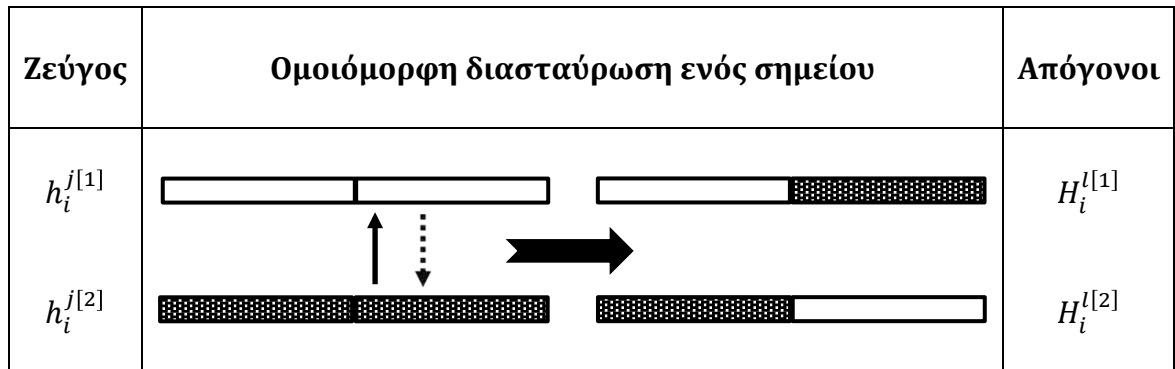 Ζεύγος Ομοιόμορφη διασταύρωση ενός σημείου Απόγονοι
$h_i^{j[1]}$ $H_i^{l[1]}$
$h_i^{j[2]}$ $H_i^{l[2]}$